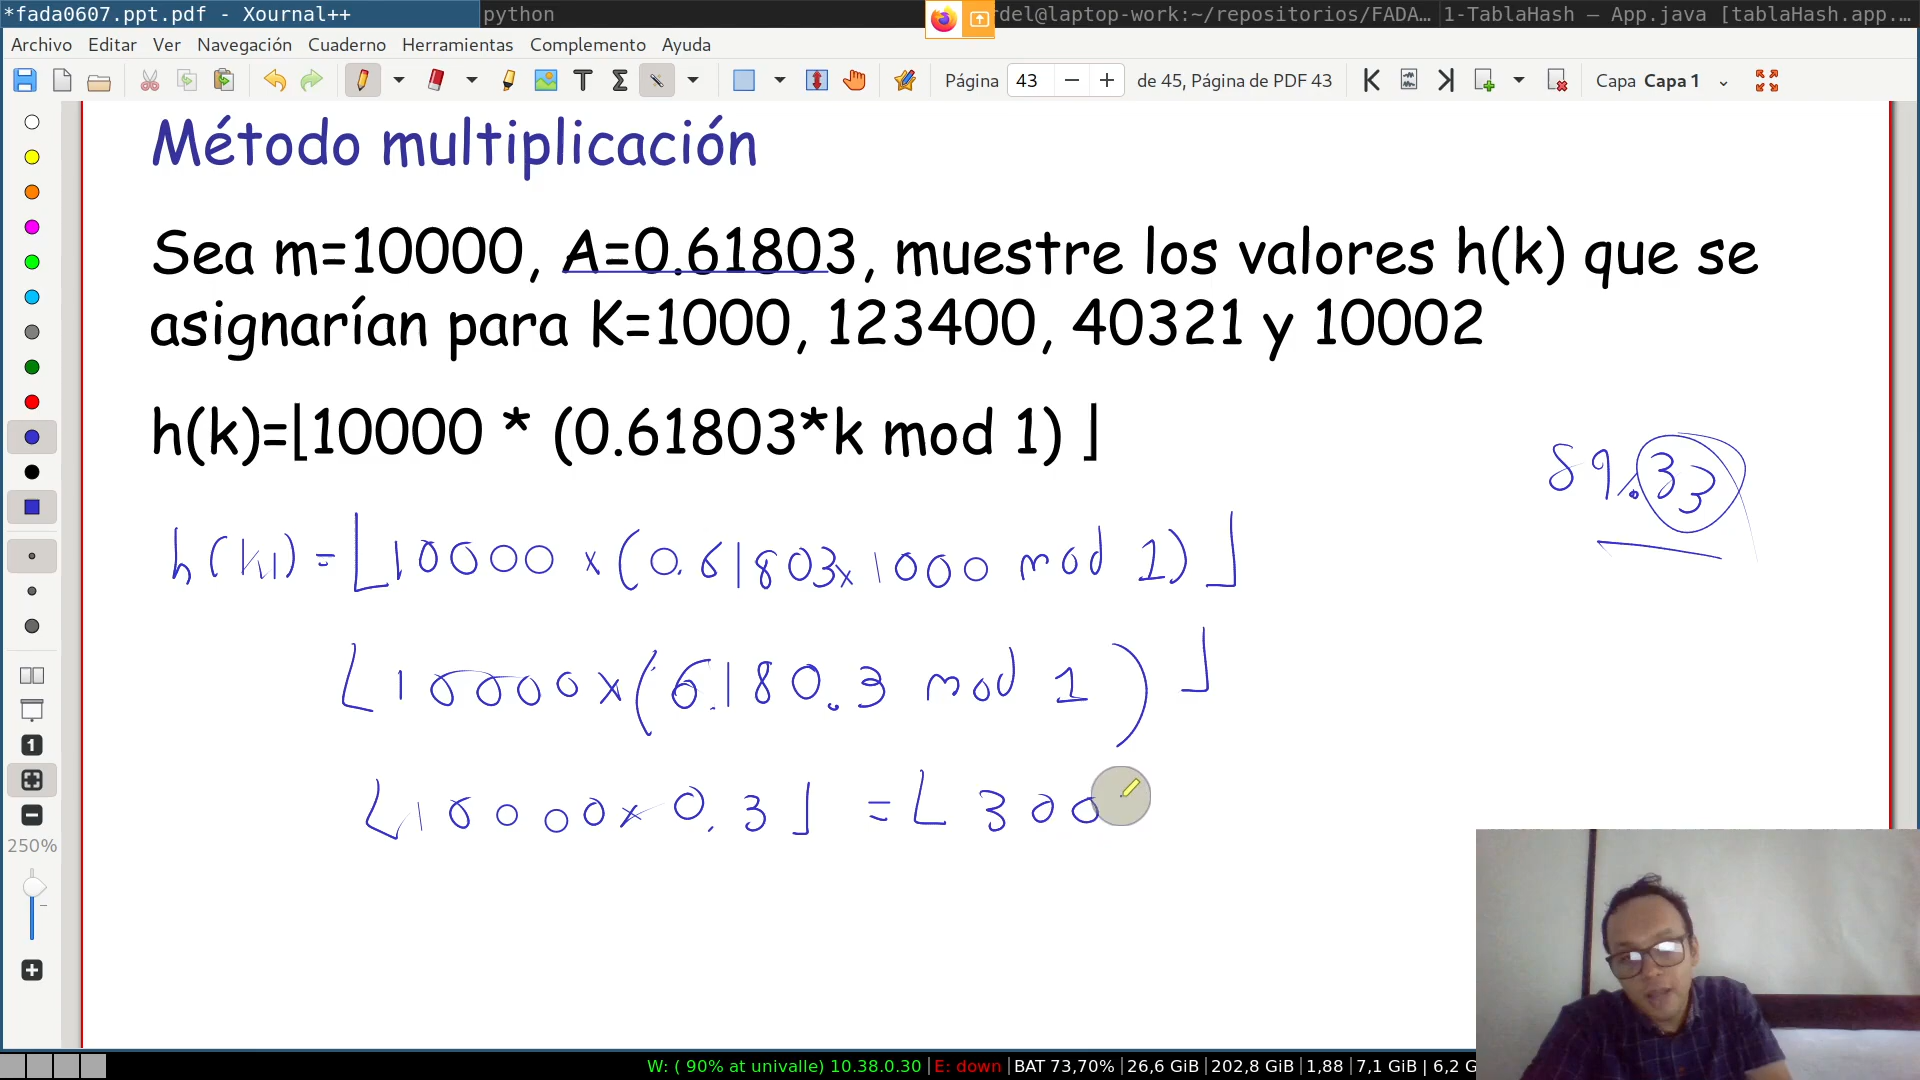 *fada0607.ppt.pdf - Xournal++
python
rdel@laptop-work:~/repositorios/FADA…
1-TablaHash – App.java [tablaHash.app.…
Archivo Editar Ver Navegación Cuaderno Herramientas Complemento Ayuda
Página 43 de 45, Página de PDF 43 Capa Capa 1
Método multiplicación
Sea m=10000, A=0.61803, muestre los valores h(k) que se
asignarían para K=1000, 123400, 40321 y 10002
h(k)=⌊10000 * (0.61803*k mod 1) ⌋
89.33
h(k1) = ⌊10000 x (0.61803x1000 mod 1)⌋
⌊10000x(6.180.3 mod 1)⌋
⌊10000x0.3⌋ = ⌊300
1
250%
W: ( 90% at univalle) 10.38.0.30 |E: down |BAT 73,70% |26,6 GiB |202,8 GiB |1,88 |7,1 GiB | 6,2 G